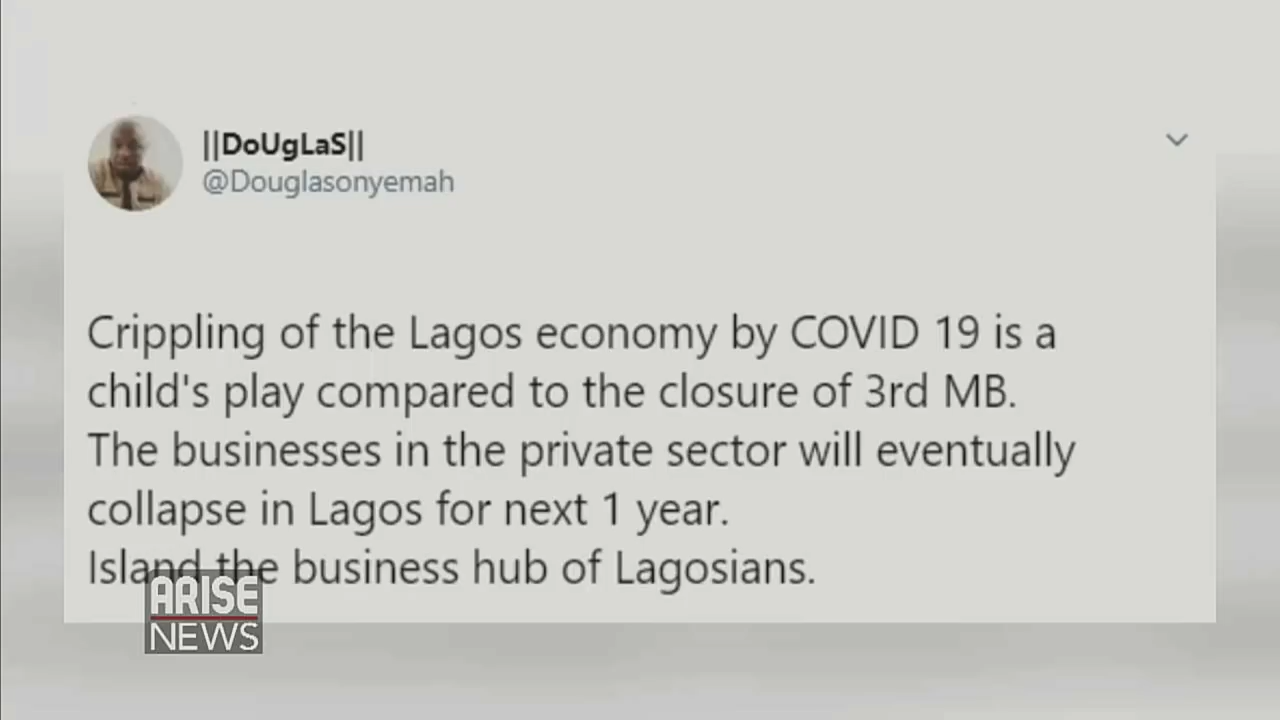 ||DoUgLaS||
@Douglasonyemah
Crippling of the Lagos economy by COVID 19 is a
child's play compared to the closure of 3rd MB.
The businesses in the private sector will eventually
collapse in Lagos for next 1 year.
Island the business hub of Lagosians.
ARISE
NEWS